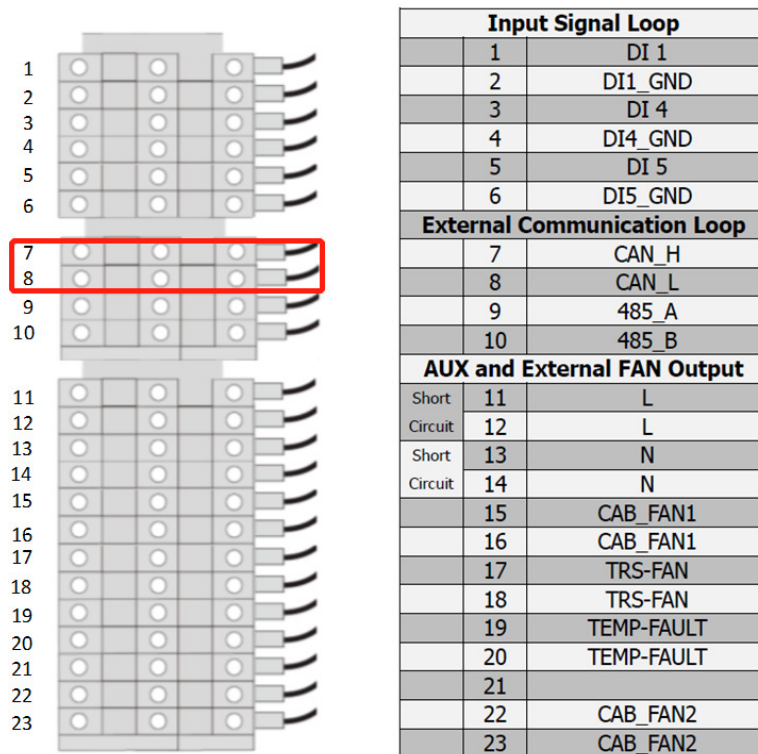 1
2
3
4
5
6
7
8
9
10
11
12
13
14
15
16
17
18
19
20
21
22
23
Input Signal Loop
1 DI 1
2 DI1_GND
3 DI 4
4 DI4_GND
5 DI 5
6 DI5_GND
External Communication Loop
7 CAN_H
8 CAN_L
9 485_A
10 485_B
AUX and External FAN Output
Short 11 L
Circuit 12 L
Short 13 N
Circuit 14 N
15 CAB_FAN1
16 CAB_FAN1
17 TRS-FAN
18 TRS-FAN
19 TEMP-FAULT
20 TEMP-FAULT
21
22 CAB_FAN2
23 CAB_FAN2